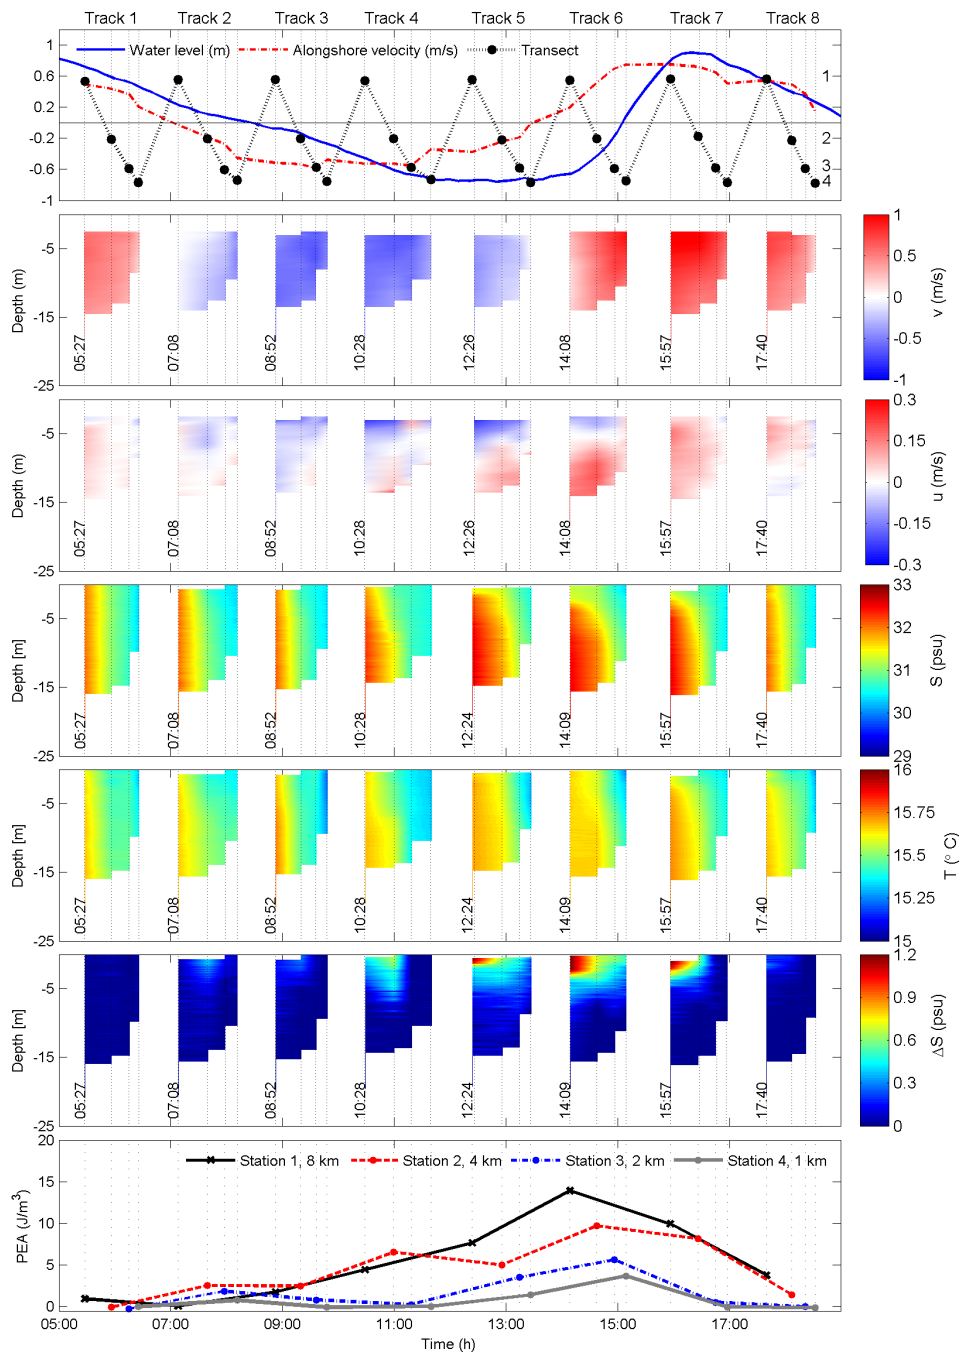 Track 1 Track 2 Track 3 Track 4 Track 5 Track 6 Track 7 Track 8
Water level (m) Alongshore velocity (m/s) Transect
1
0.6
0.2
-0.2
-0.6
-1
1
2
3
4
Depth (m)
-5
-15
-25
05:27 07:08 08:52 10:28 12:26 14:08 15:57 17:40
1
0.5
0
-0.5
-1
v (m/s)
Depth (m)
-5
-15
-25
05:27 07:08 08:52 10:28 12:26 14:08 15:57 17:40
0.3
0.15
0
-0.15
-0.3
u (m/s)
Depth [m]
-5
-15
-25
05:27 07:08 08:52 10:28 12:24 14:09 15:57 17:40
33
32
31
30
29
S (psu)
Depth [m]
-5
-15
-25
05:27 07:08 08:52 10:28 12:24 14:09 15:57 17:40
16
15.75
15.5
15.25
15
T (° C)
Depth [m]
-5
-15
-25
05:27 07:08 08:52 10:28 12:24 14:09 15:57 17:40
1.2
0.9
0.6
0.3
0
ΔS (psu)
Station 1, 8 km Station 2, 4 km Station 3, 2 km Station 4, 1 km
PEA (J/m³)
20
15
10
5
0
05:00 07:00 09:00 11:00 13:00 15:00 17:00
Time (h)